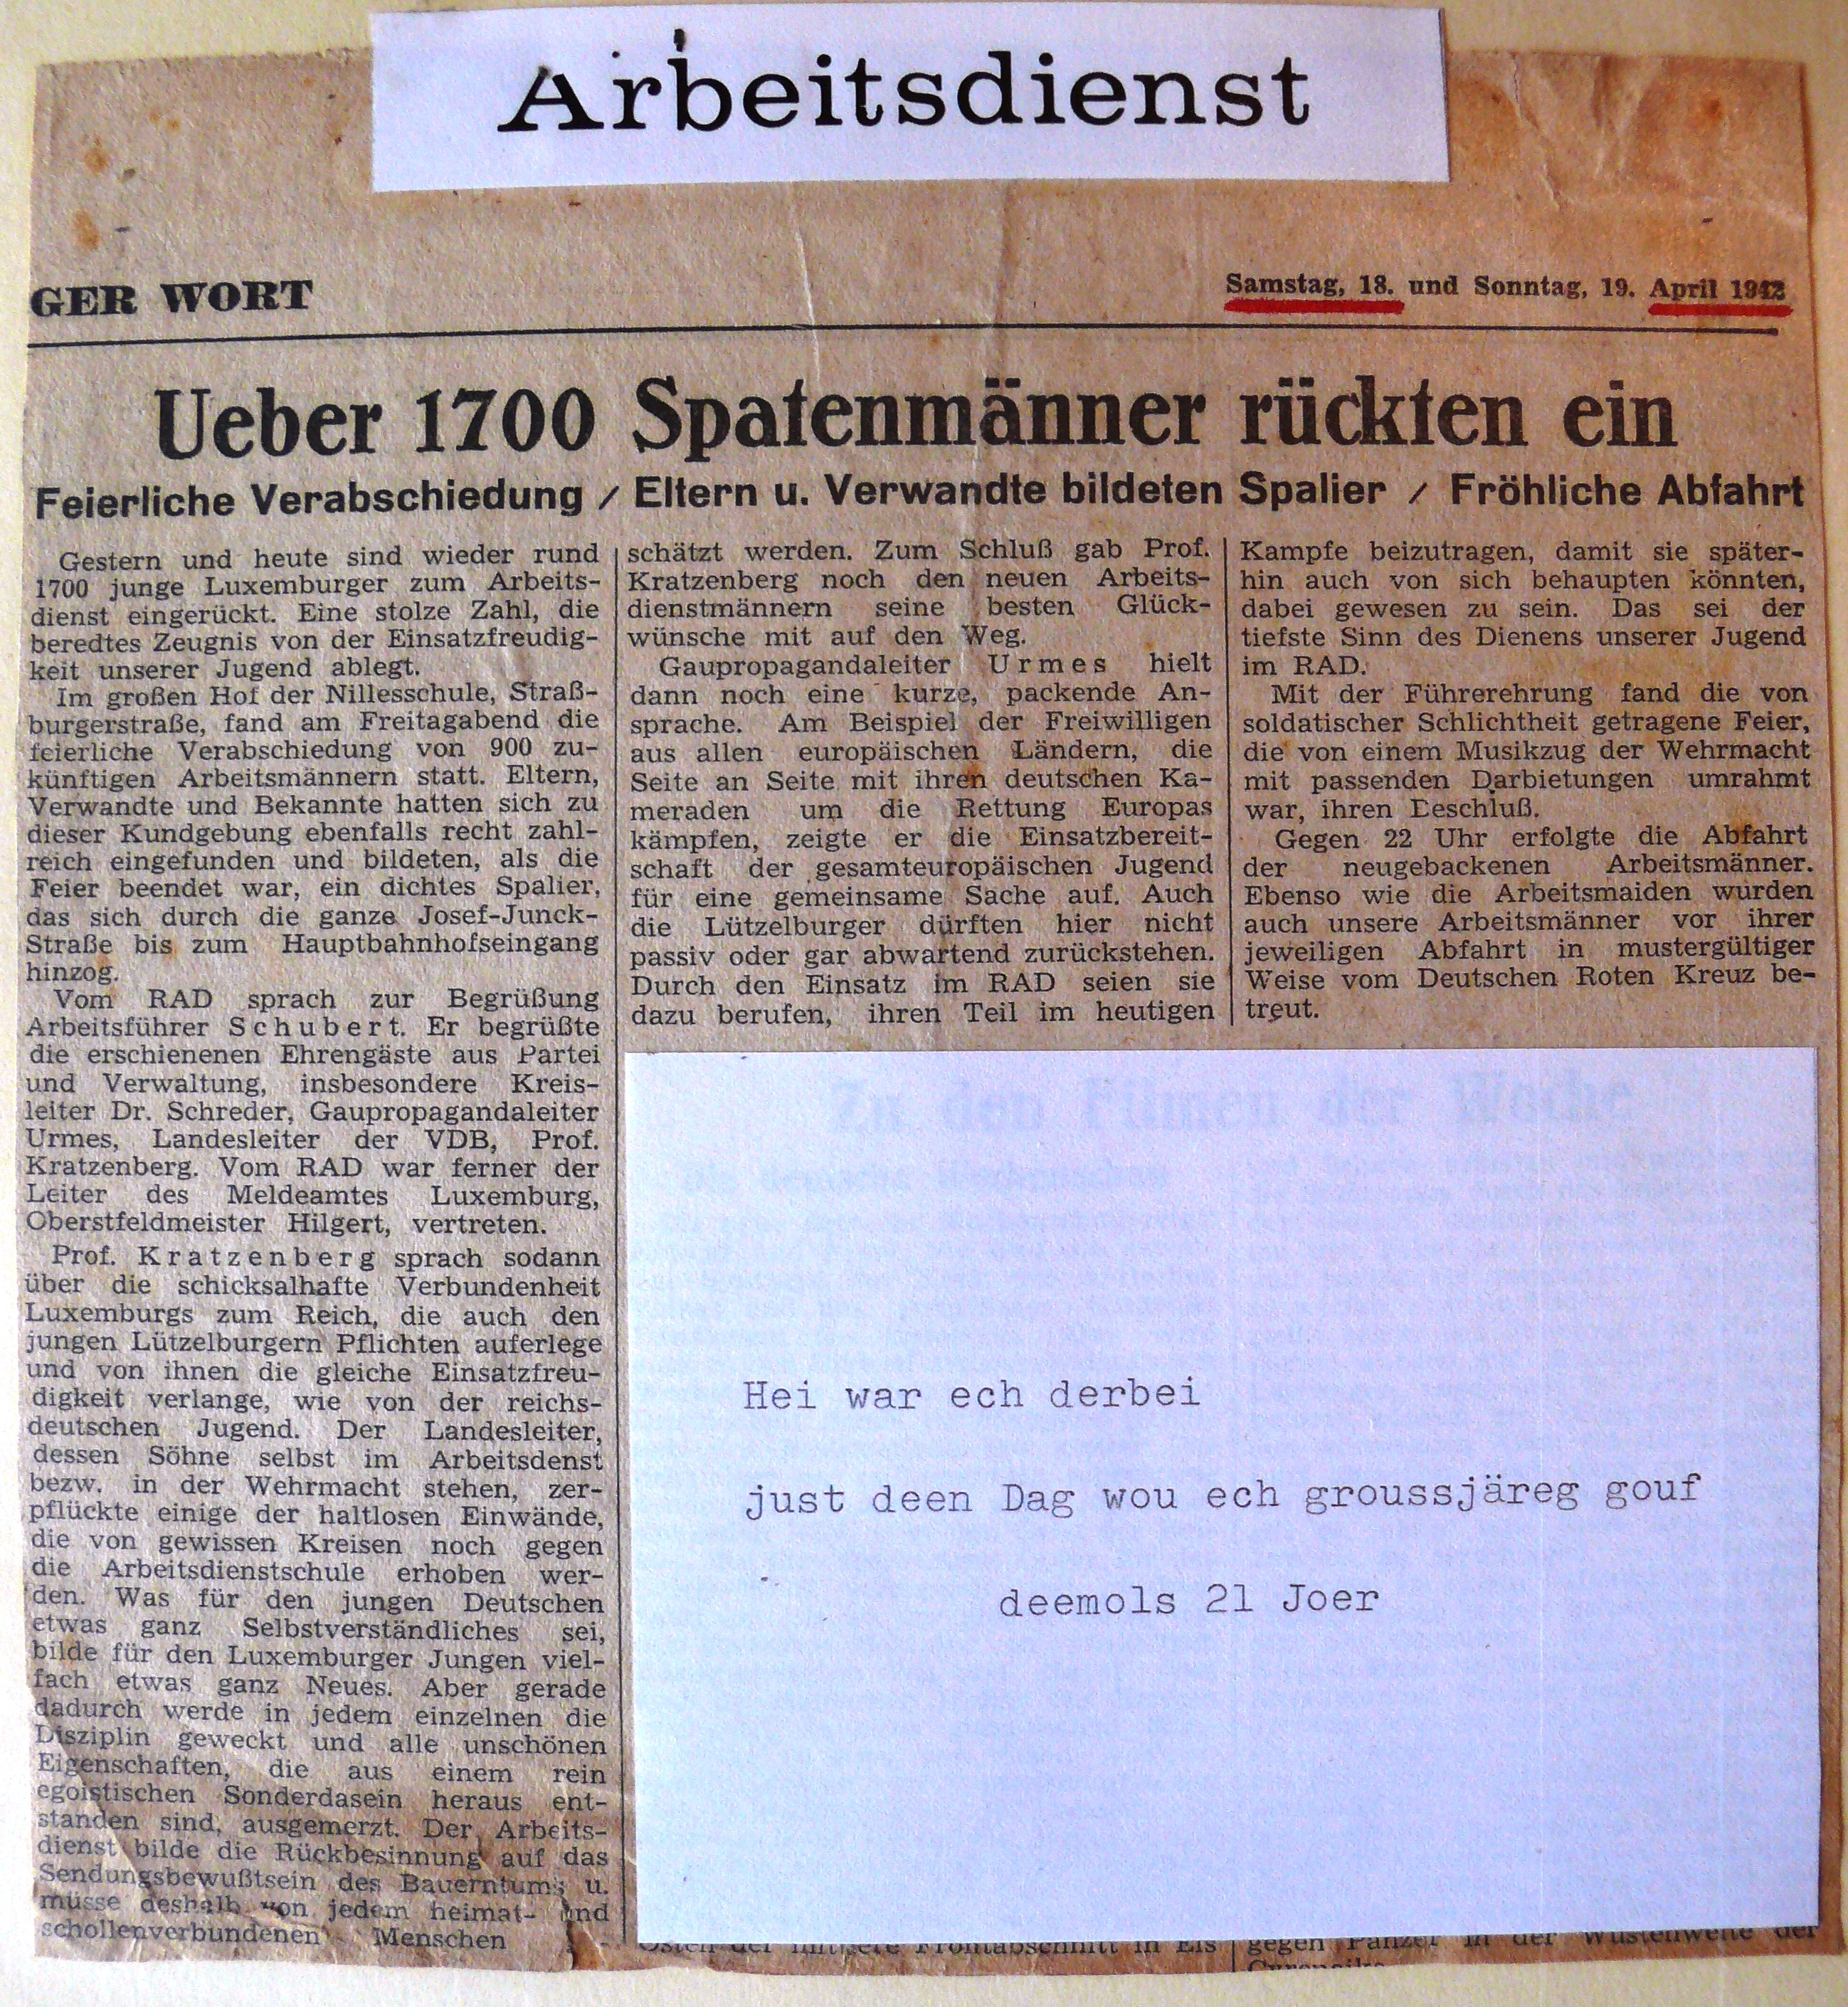 Arbeitsdienst
GER WORT
Samstag, 18. und Sonntag, 19. April 1942
Ueber 1700 Spatenmänner rückten ein
Feierliche Verabschiedung / Eltern u. Verwandte bildeten Spalier / Fröhliche Abfahrt
Gestern und heute sind wieder rund
1700 junge Luxemburger zum Arbeits-
dienst eingerückt. Eine stolze Zahl, die
beredtes Zeugnis von der Einsatzfreudig-
keit unserer Jugend ablegt.
Im großen Hof der Nillesschule, Straß-
burgerstraße, fand am Freitagabend die
feierliche Verabschiedung von 900 zu-
künftigen Arbeitsmännern statt. Eltern,
Verwandte und Bekannte hatten sich zu
dieser Kundgebung ebenfalls recht zahl-
reich eingefunden und bildeten, als die
Feier beendet war, ein dichtes Spalier,
das sich durch die ganze Josef-Junck-
Straße bis zum Hauptbahnhofseingang
hinzog.
Vom RAD sprach zur Begrüßung
Arbeitsführer Schubert. Er begrüßte
die erschienenen Ehrengäste aus Partei
und Verwaltung, insbesondere Kreis-
leiter Dr. Schreder, Gaupropagandaleiter
Urmes, Landesleiter der VDB, Prof.
Kratzenberg. Vom RAD war ferner der
Leiter des Meldeamtes Luxemburg,
Oberstfeldmeister Hilgert, vertreten.
Prof. Kratzenberg sprach sodann
über die schicksalhafte Verbundenheit
Luxemburgs zum Reich, die auch den
jungen Lützelburgern Pflichten auferlege
und von ihnen die gleiche Einsatzfreu-
digkeit verlange, wie von der reichs-
deutschen Jugend. Der Landesleiter,
dessen Söhne selbst im Arbeitsdenst
bezw. in der Wehrmacht stehen, zer-
pflückte einige der haltlosen Einwände,
die von gewissen Kreisen noch gegen
die Arbeitsdienstschule erhoben wer-
den. Was für den jungen Deutschen
etwas ganz Selbstverständliches sei,
bilde für den Luxemburger Jungen viel-
fach etwas ganz Neues. Aber gerade
dadurch werde in jedem einzelnen die
Disziplin geweckt und alle unschönen
Eigenschaften, die aus einem rein
egoistischen Sonderdasein heraus ent-
standen sind, ausgemerzt. Der Arbeits-
dienst bilde die Rückbesinnung auf das
Sendungsbewußtsein des Bauerntums u.
müsse deshalb von jedem heimat- und
schollenverbundenen Menschen
schätzt werden. Zum Schluß gab Prof.
Kratzenberg noch den neuen Arbeits-
dienstmännern seine besten Glück-
wünsche mit auf den Weg.
Gaupropagandaleiter Urmes hielt
dann noch eine kurze, packende An-
sprache. Am Beispiel der Freiwilligen
aus allen europäischen Ländern, die
Seite an Seite mit ihren deutschen Ka-
meraden um die Rettung Europas
kämpfen, zeigte er die Einsatzbereit-
schaft der gesamteuropäischen Jugend
für eine gemeinsame Sache auf. Auch
die Lützelburger dürften hier nicht
passiv oder gar abwartend zurückstehen.
Durch den Einsatz im RAD seien sie
dazu berufen, ihren Teil im heutigen
Kampfe beizutragen, damit sie später-
hin auch von sich behaupten könnten,
dabei gewesen zu sein. Das sei der
tiefste Sinn des Dienens unserer Jugend
im RAD.
Mit der Führerehrung fand die von
soldatischer Schlichtheit getragene Feier,
die von einem Musikzug der Wehrmacht
mit passenden Darbietungen umrahmt
war, ihren Beschluß.
Gegen 22 Uhr erfolgte die Abfahrt
der neugebackenen Arbeitsmänner.
Ebenso wie die Arbeitsmaiden wurden
auch unsere Arbeitsmänner vor ihrer
jeweiligen Abfahrt in mustergültiger
Weise vom Deutschen Roten Kreuz be-
treut.
Zu den Filmen der Woche
Die deutsche Wochenschau
Hei war ech derbei
just deen Dag wou ech groussjäreg gouf
deemols 21 Joer
Osten der mittlere Frontabschnitt in Eis
gegen Panzer in der Wüstenweite der